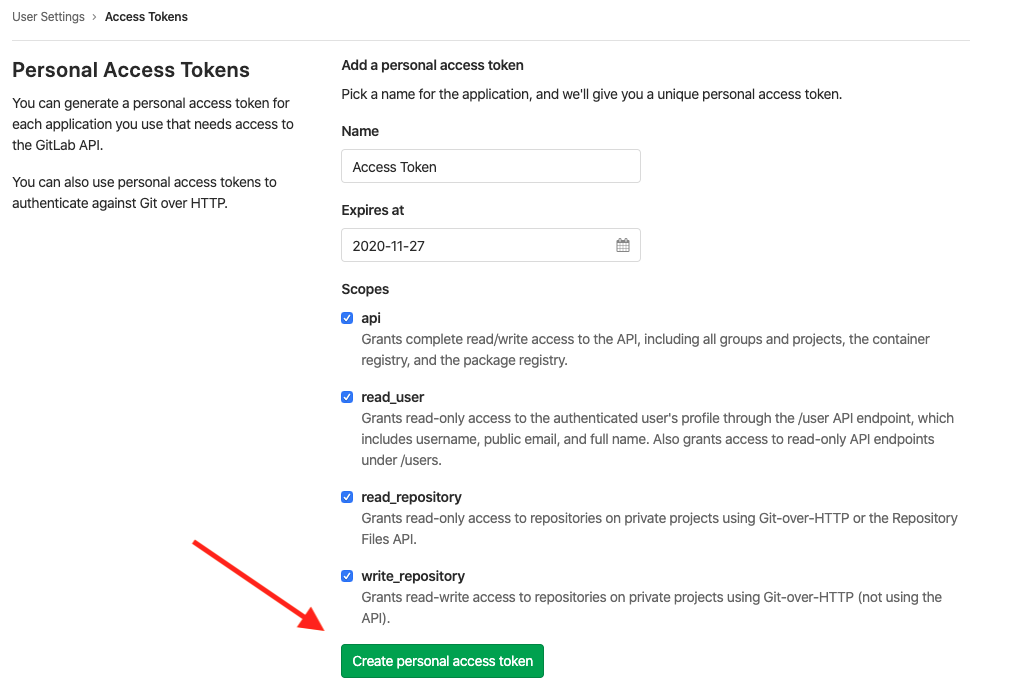 User Settings › Access Tokens
Personal Access Tokens
You can generate a personal access token for
each application you use that needs access to
the GitLab API.
You can also use personal access tokens to
authenticate against Git over HTTP.
Add a personal access token
Pick a name for the application, and we'll give you a unique personal access token.
Name
Access Token
Expires at
2020-11-27
Scopes
api
Grants complete read/write access to the API, including all groups and projects, the container
registry, and the package registry.
read_user
Grants read-only access to the authenticated user's profile through the /user API endpoint, which
includes username, public email, and full name. Also grants access to read-only API endpoints
under /users.
read_repository
Grants read-only access to repositories on private projects using Git-over-HTTP or the Repository
Files API.
write_repository
Grants read-write access to repositories on private projects using Git-over-HTTP (not using the
API).
Create personal access token